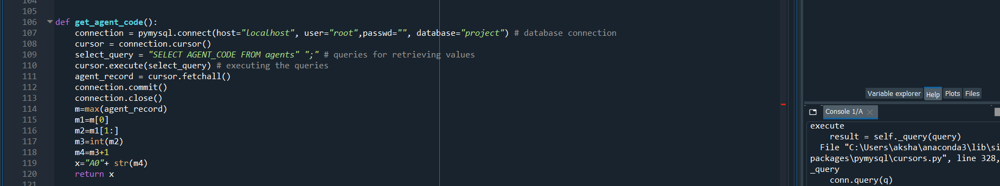 104
105
106 def get_agent_code():
107 connection = pymysql.connect(host="localhost", user="root",passwd="", database="project") # database connection
108 cursor = connection.cursor()
109 select_query = "SELECT AGENT_CODE FROM agents" ";" # queries for retrieving values
110 cursor.execute(select_query) # executing the queries
111 agent_record = cursor.fetchall()
112 connection.commit()
113 connection.close()
114 m=max(agent_record)
115 m1=m[0]
116 m2=m1[1:]
117 m3=int(m2)
118 m4=m3+1
119 x="A0"+ str(m4)
120 return x
121
Variable explorer Help Plots Files
Console 1/A
execute
result = self._query(query)
File "C:\Users\aksha\anaconda3\lib\si
packages\pymysql\cursors.py", line 328,
_query
conn.query(q)